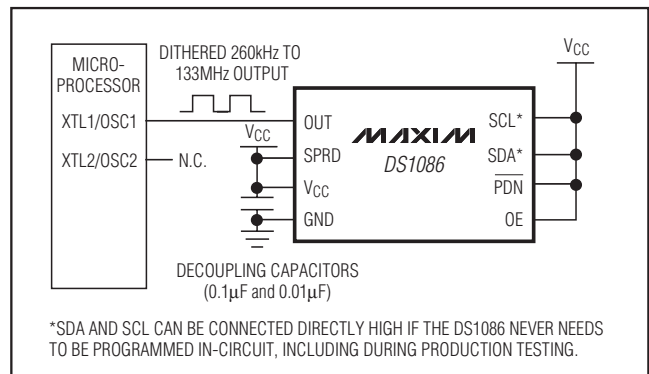 MICRO-
PROCESSOR
XTL1/OSC1
XTL2/OSC2
N.C.
DITHERED 260kHz TO
133MHz OUTPUT
VCC
OUT
SPRD
VCC
GND
MAXIM
DS1086
SCL*
SDA*
PDN
OE
VCC
DECOUPLING CAPACITORS
(0.1µF and 0.01µF)
*SDA AND SCL CAN BE CONNECTED DIRECTLY HIGH IF THE DS1086 NEVER NEEDS
TO BE PROGRAMMED IN-CIRCUIT, INCLUDING DURING PRODUCTION TESTING.